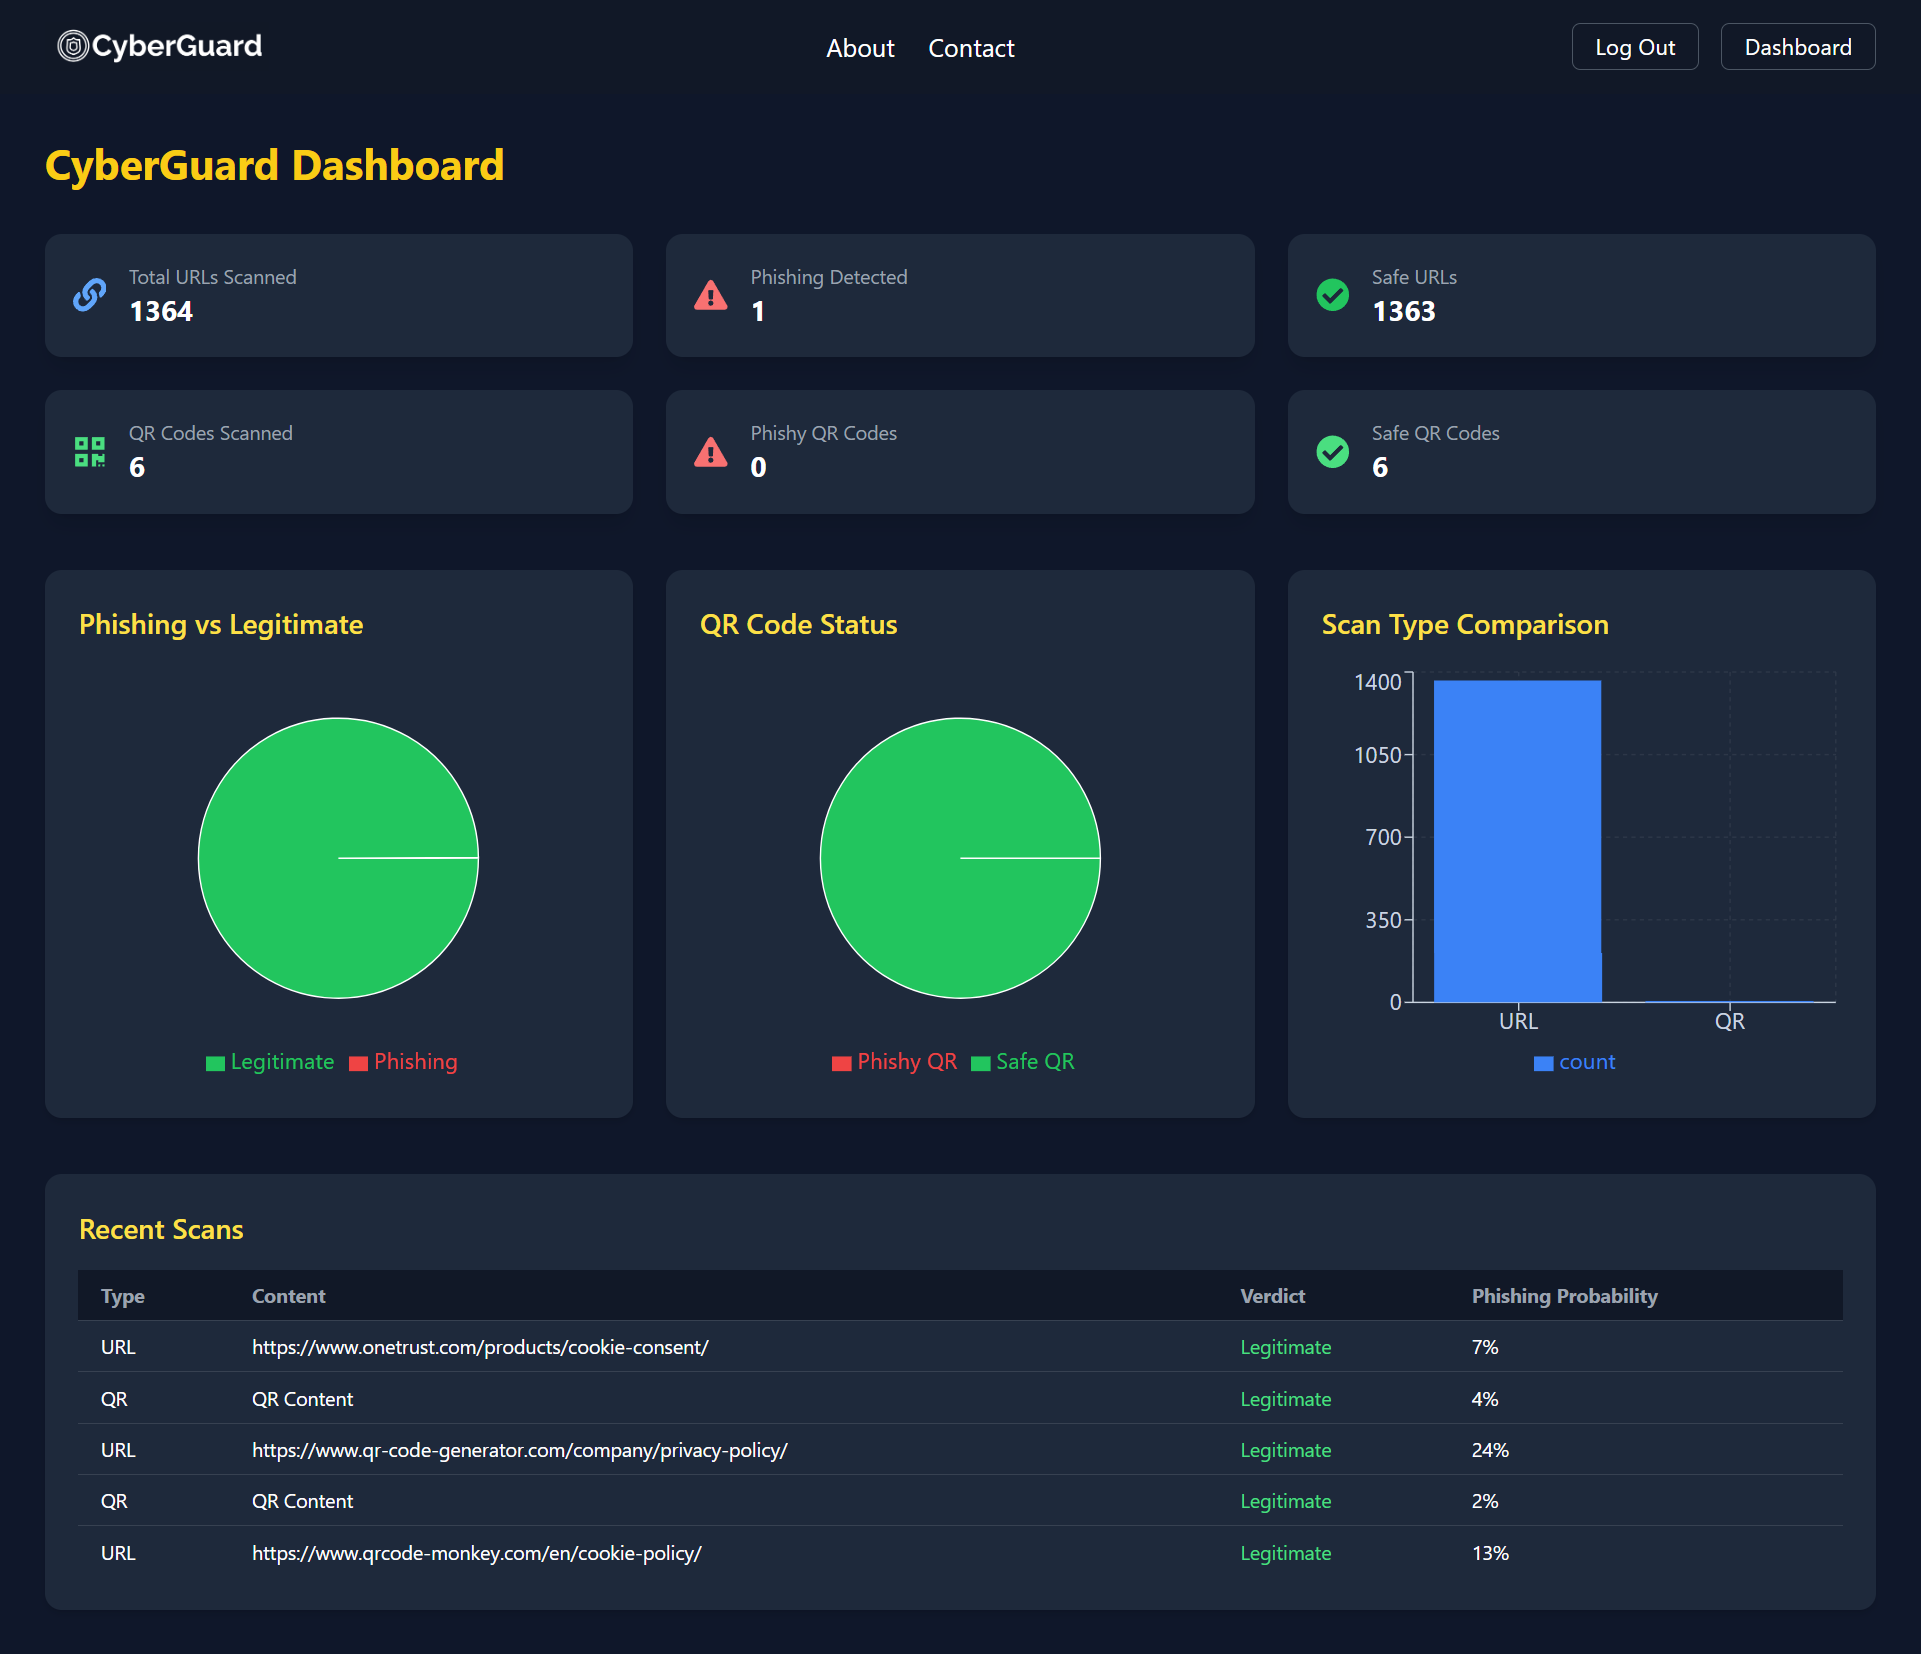 CyberGuard
About Contact
Log Out Dashboard
CyberGuard Dashboard
Total URLs Scanned
1364
Phishing Detected
1
Safe URLs
1363
QR Codes Scanned
6
Phishy QR Codes
0
Safe QR Codes
6
Phishing vs Legitimate
Legitimate Phishing
QR Code Status
Phishy QR Safe QR
Scan Type Comparison
1400
1050
700
350
0
URL QR
count
Recent Scans
Type Content Verdict Phishing Probability
URL https://www.onetrust.com/products/cookie-consent/ Legitimate 7%
QR QR Content Legitimate 4%
URL https://www.qr-code-generator.com/company/privacy-policy/ Legitimate 24%
QR QR Content Legitimate 2%
URL https://www.qrcode-monkey.com/en/cookie-policy/ Legitimate 13%